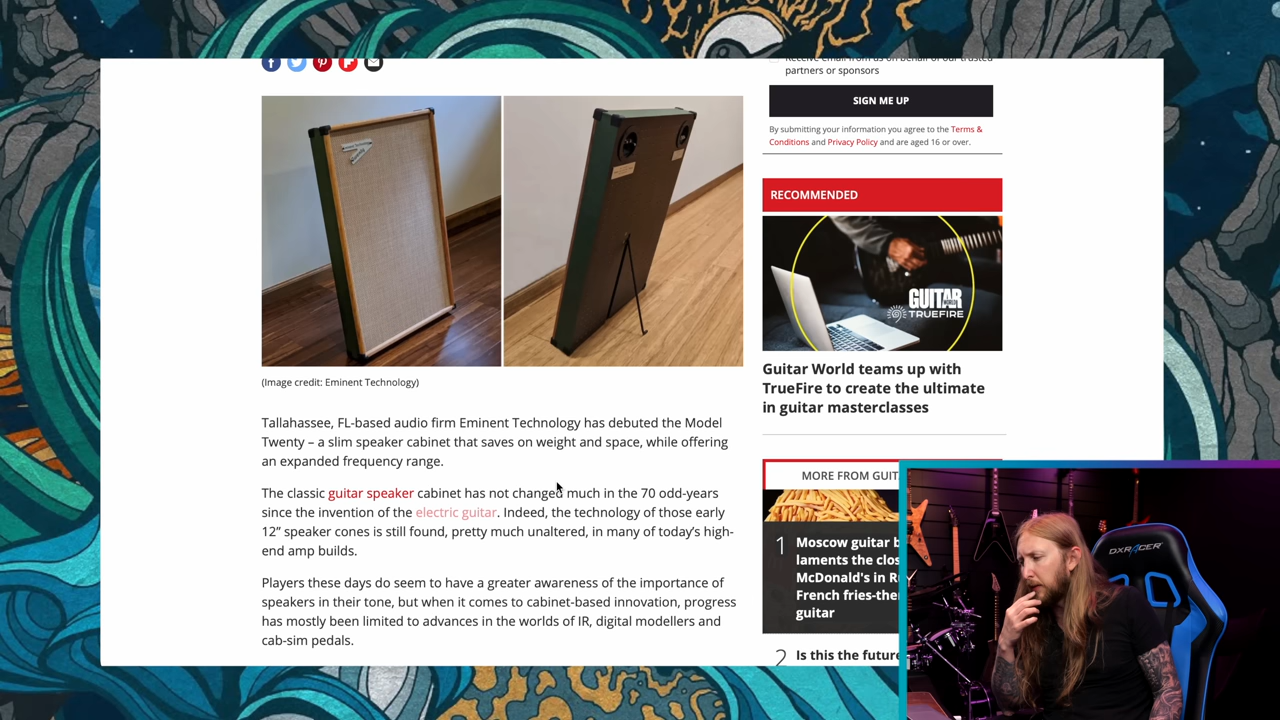 Receive email from us on behalf of our trusted
partners or sponsors
SIGN ME UP
By submitting your information you agree to the Terms &
Conditions and Privacy Policy and are aged 16 or over.
RECOMMENDED
GUITAR
WORLD
TRUEFIRE
Guitar World teams up with
TrueFire to create the ultimate
in guitar masterclasses
(Image credit: Eminent Technology)
Tallahassee, FL-based audio firm Eminent Technology has debuted the Model
Twenty – a slim speaker cabinet that saves on weight and space, while offering
an expanded frequency range.
The classic guitar speaker cabinet has not changed much in the 70 odd-years
since the invention of the electric guitar. Indeed, the technology of those early
12” speaker cones is still found, pretty much unaltered, in many of today’s high-
end amp builds.
Players these days do seem to have a greater awareness of the importance of
speakers in their tone, but when it comes to cabinet-based innovation, progress
has mostly been limited to advances in the worlds of IR, digital modellers and
cab-sim pedals.
MORE FROM GUIT
1 Moscow guitar b
laments the clos
McDonald's in R
French fries-the
guitar
2 Is this the future
DXRACER